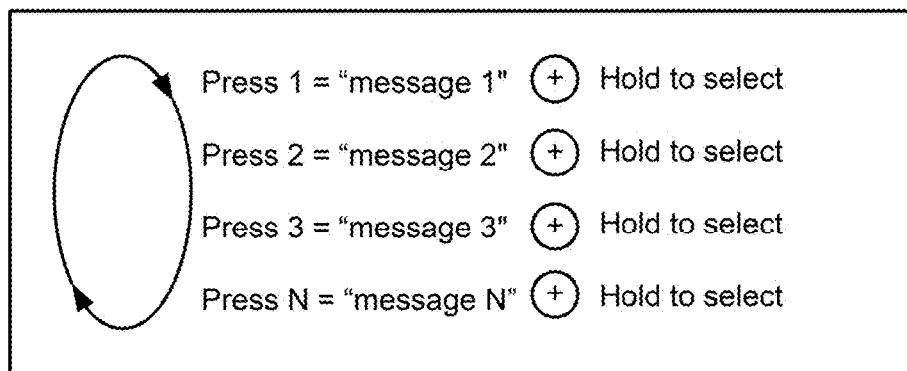 Press 1 = “message 1" + Hold to select
Press 2 = “message 2" + Hold to select
Press 3 = “message 3" + Hold to select
Press N = “message N” + Hold to select